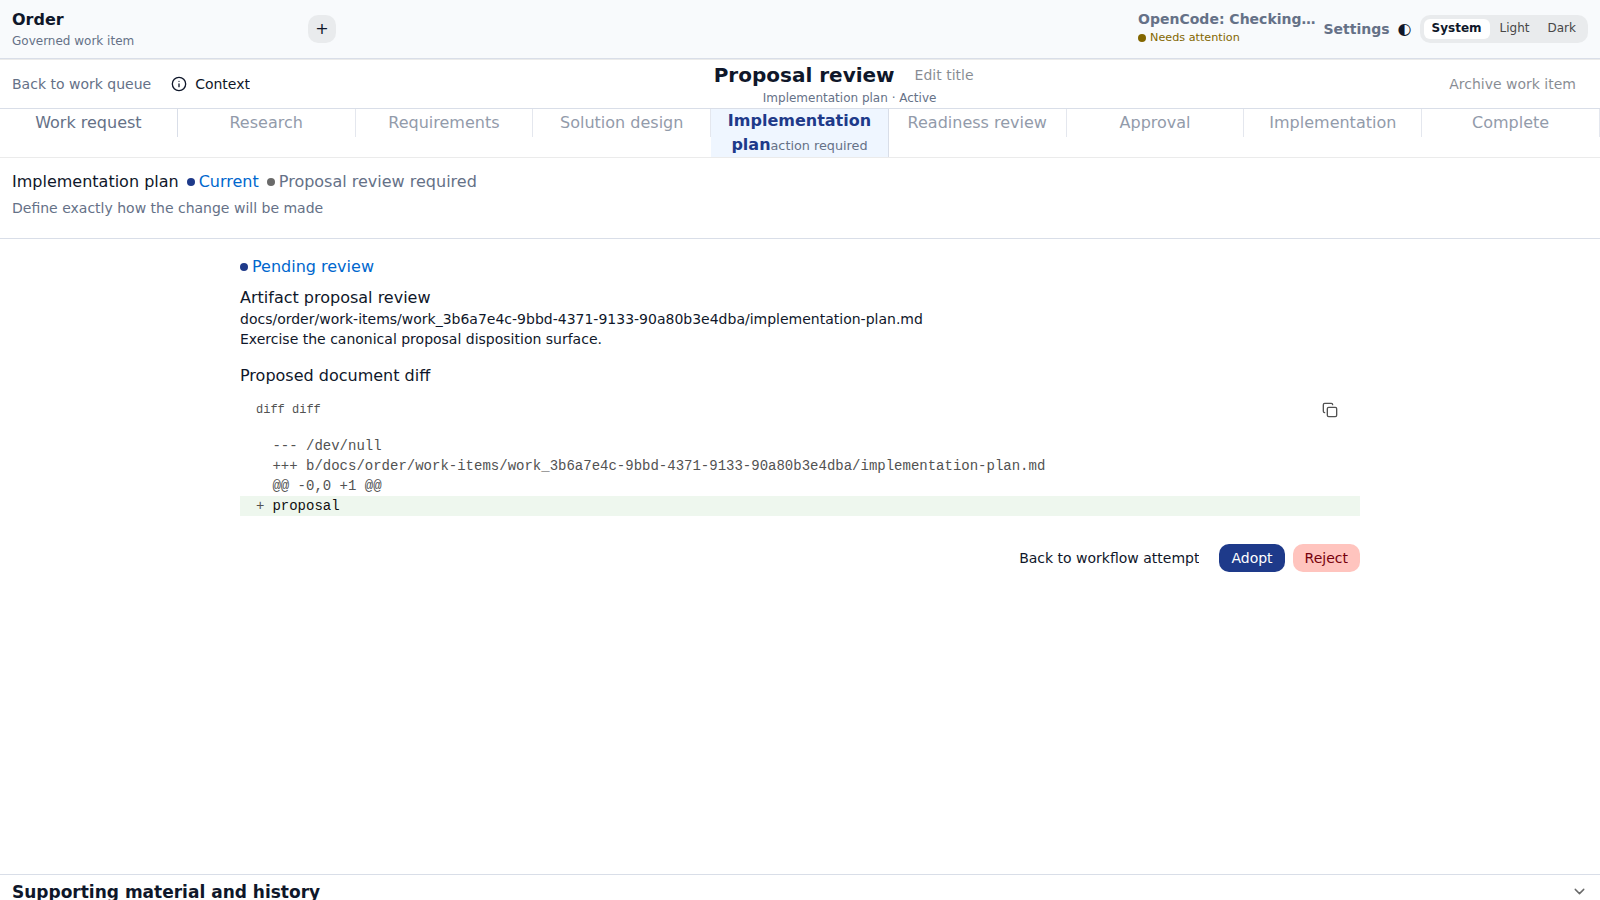 Order
Governed work item
+
OpenCode: Checking…
Needs attention
Settings
System Light Dark
Back to work queue
Context
Proposal review
Edit title
Implementation plan · Active
Archive work item
Work request
Research
Requirements
Solution design
Implementation
plan action required
Readiness review
Approval
Implementation
Complete
Implementation plan Current Proposal review required
Define exactly how the change will be made
Pending review
Artifact proposal review
docs/order/work-items/work_3b6a7e4c-9bbd-4371-9133-90a80b3e4dba/implementation-plan.md
Exercise the canonical proposal disposition surface.
Proposed document diff
diff diff
--- /dev/null
+++ b/docs/order/work-items/work_3b6a7e4c-9bbd-4371-9133-90a80b3e4dba/implementation-plan.md
@@ -0,0 +1 @@
+ proposal
Back to workflow attempt
Adopt
Reject
Supporting material and history